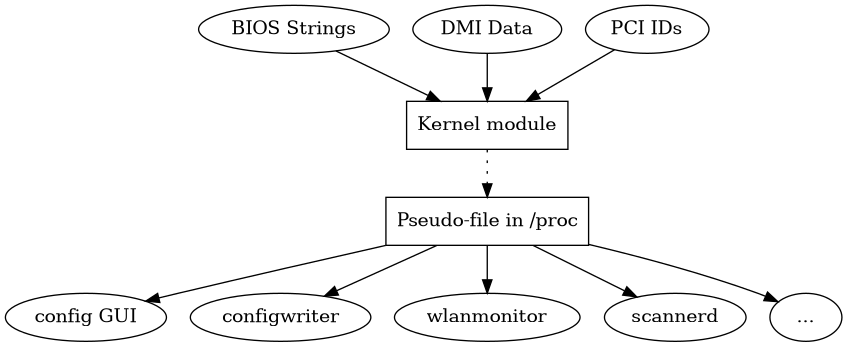 BIOS Strings
DMI Data
PCI IDs
Kernel module
Pseudo-file in /proc
config GUI
configwriter
wlanmonitor
scannerd
...